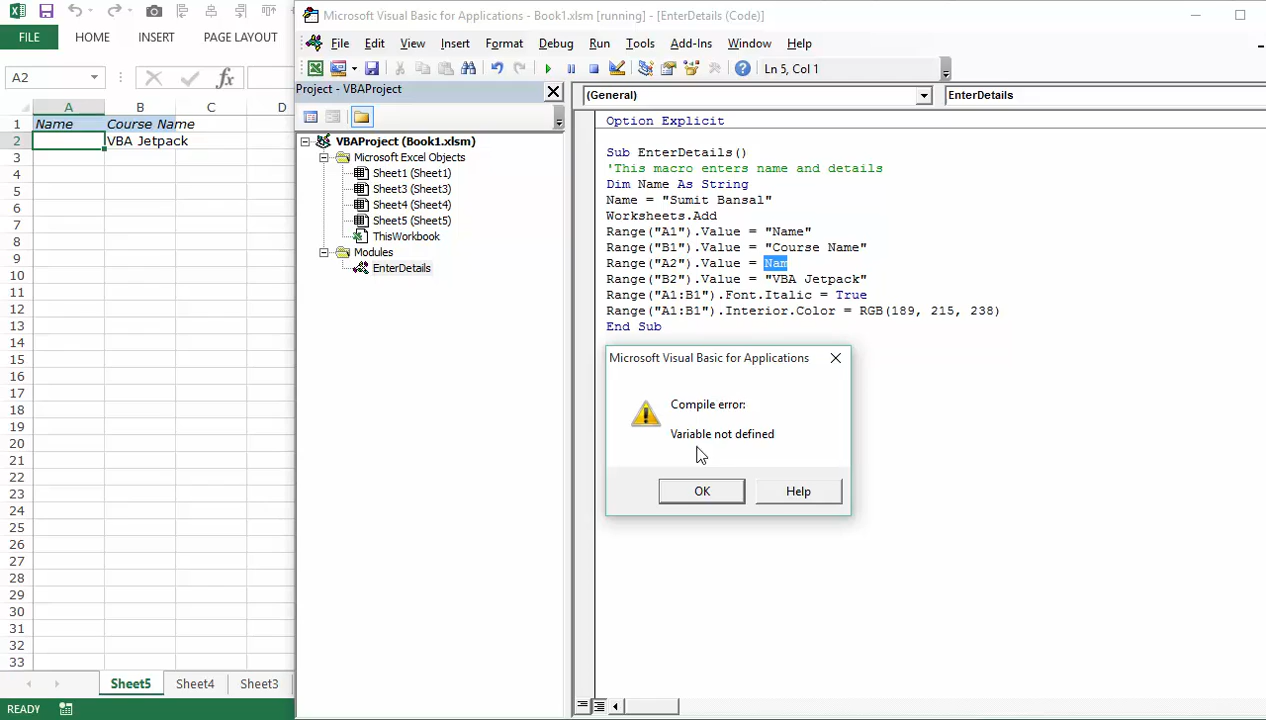 Microsoft Visual Basic for Applications - Book1.xlsm [running] - [EnterDetails (Code)]
FILE HOME INSERT PAGE LAYOUT
File Edit View Insert Format Debug Run Tools Add-Ins Window Help
A2
Ln 5, Col 1
Project - VBAProject
(General) EnterDetails
A B C D
1 Name Course Name
2 VBA Jetpack
3
4
5
6
7
8
9
10
11
12
13
14
15
16
17
18
19
20
21
22
23
24
25
26
27
28
29
30
31
32
33
VBAProject (Book1.xlsm)
Microsoft Excel Objects
Sheet1 (Sheet1)
Sheet3 (Sheet3)
Sheet4 (Sheet4)
Sheet5 (Sheet5)
ThisWorkbook
Modules
EnterDetails
Option Explicit
Sub EnterDetails()
'This macro enters name and details
Dim Name As String
Name = "Sumit Bansal"
Worksheets.Add
Range("A1").Value = "Name"
Range("B1").Value = "Course Name"
Range("A2").Value = Nam
Range("B2").Value = "VBA Jetpack"
Range("A1:B1").Font.Italic = True
Range("A1:B1").Interior.Color = RGB(189, 215, 238)
End Sub
Microsoft Visual Basic for Applications
Compile error:
Variable not defined
OK Help
Sheet5 Sheet4 Sheet3
READY